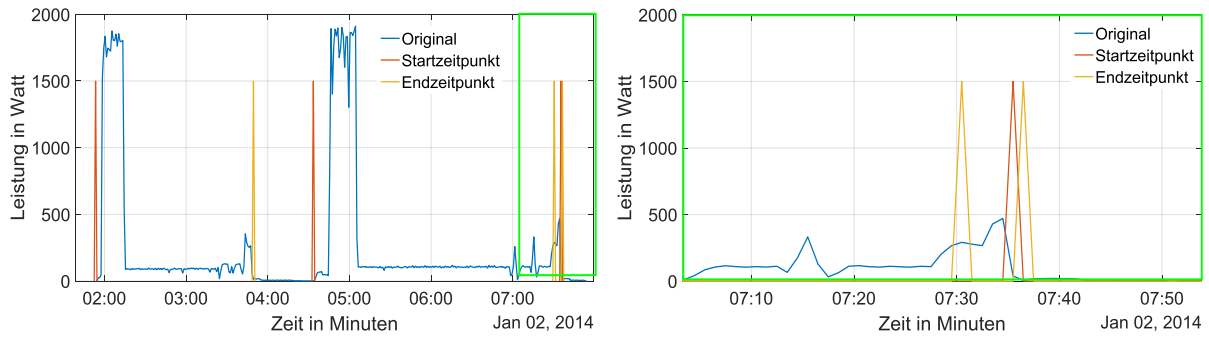 2000
1500
1000
500
0
Leistung in Watt
Original
Startzeitpunkt
Endzeitpunkt
02:00 03:00 04:00 05:00 06:00 07:00
Zeit in Minuten
Jan 02, 2014
2000
1500
1000
500
0
Leistung in Watt
Original
Startzeitpunkt
Endzeitpunkt
07:10 07:20 07:30 07:40 07:50
Zeit in Minuten
Jan 02, 2014